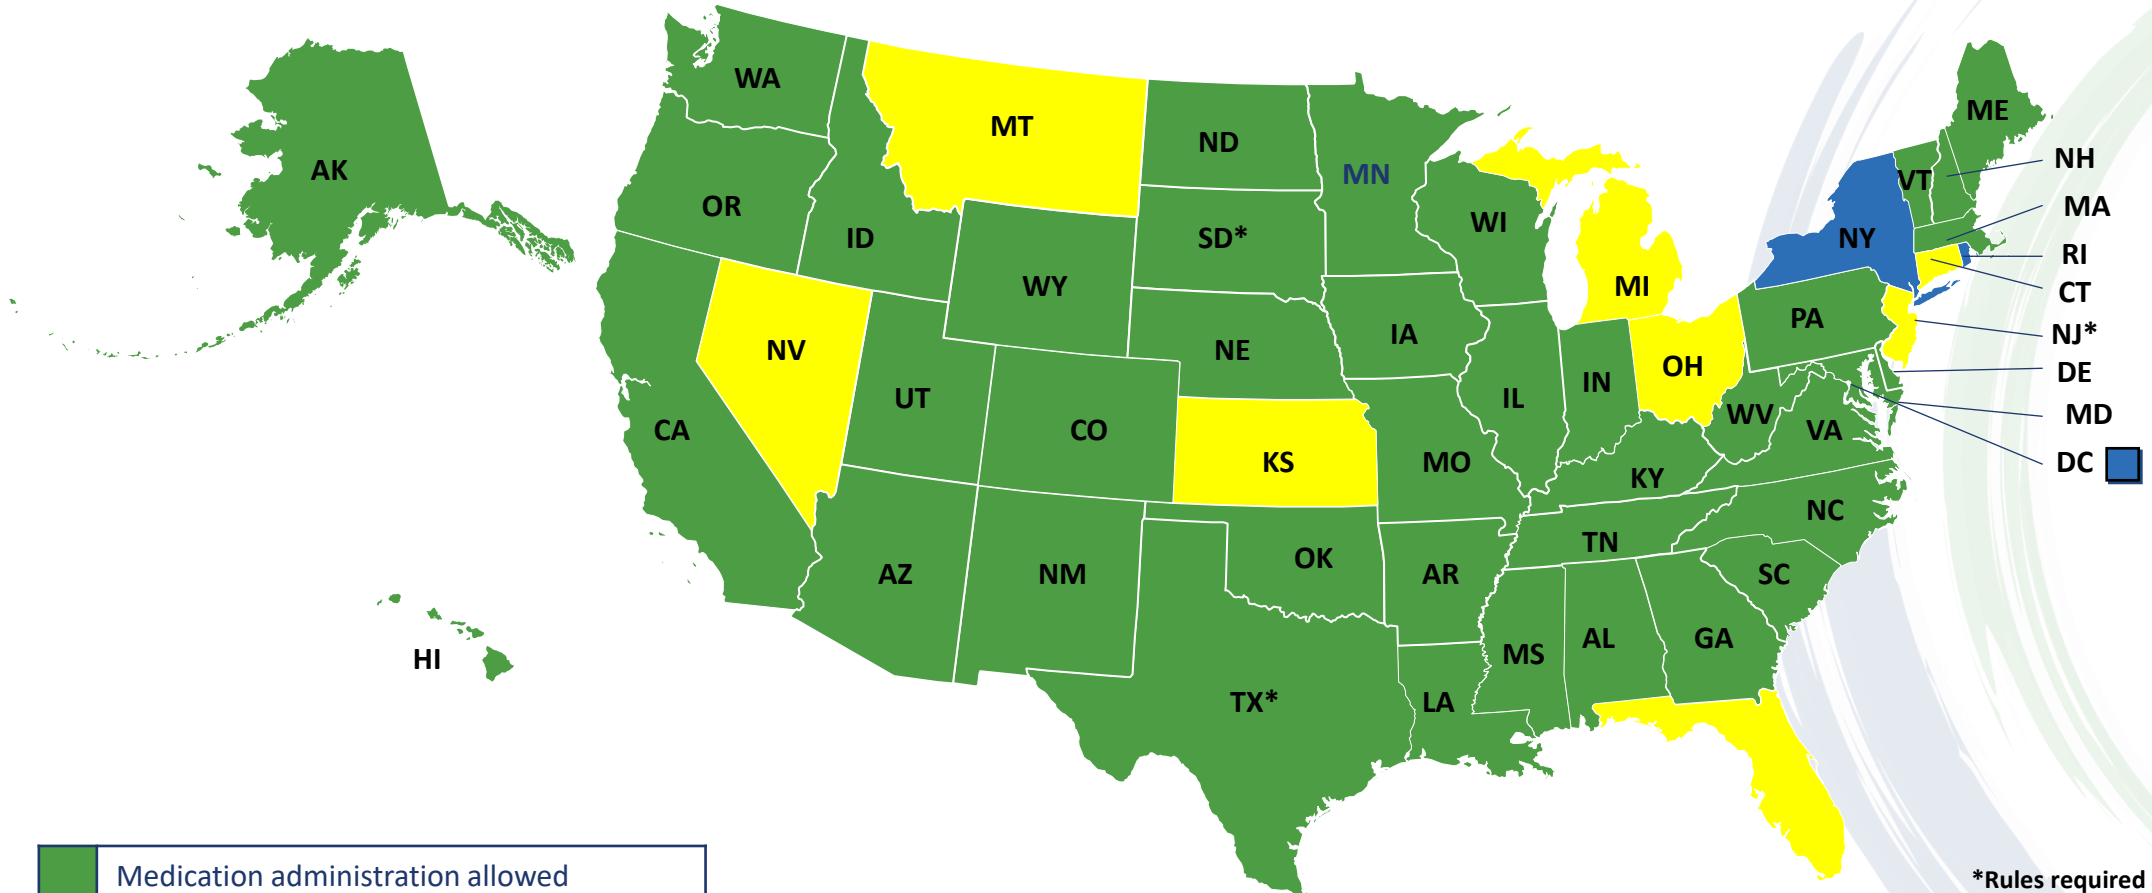 WA
MT
ND
MN
ME
AK
OR
ID
SD*
WI
VT
NH
MA
NY
RI
WY
MI
CT
PA
NJ*
NV
NE
IA
OH
DE
UT
IL
IN
WV
MD
CA
CO
KS
MO
VA
DC
KY
NC
AZ
NM
OK
AR
TN
SC
HI
TX*
LA
MS
AL
GA
Medication administration allowed
*Rules required